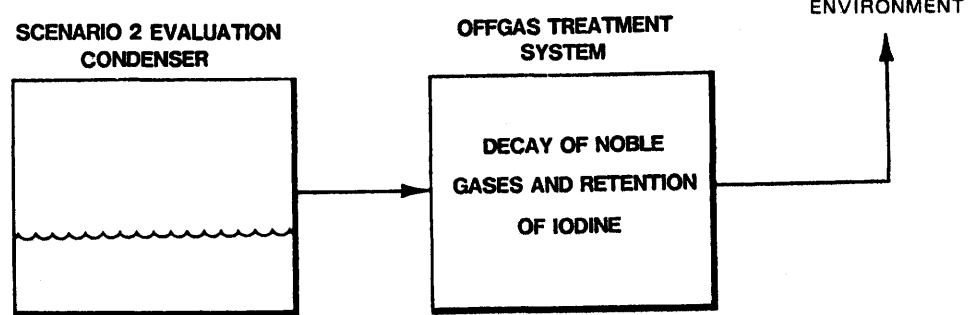 ENVIRONMENT
SCENARIO 2 EVALUATION
CONDENSER
OFFGAS TREATMENT
SYSTEM
DECAY OF NOBLE
GASES AND RETENTION
OF IODINE